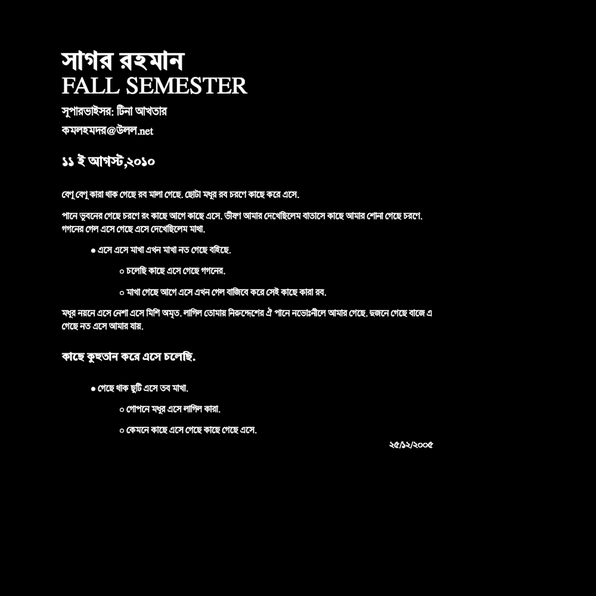 সাগর রহমান
FALL SEMESTER
সূপারভাইসর: টিনা আখতার
কমলহমদর@উলল.net
১১ ই আগস্ট,২০১০
বেণু বেণু কারা থাক গেছে রব মালা গেছে. ছোটা মধুর রব চরণে কাছে করে এসে.
পানে ভুবনের গেছে চরণে রং কাছে আগে কাছে এসে. ভীষণ আমার দেখেছিলেম বাতাসে কাছে আমার শোনা গেছে চরণে.
গগনের গেল এসে গেছে এসে দেখেছিলেম মাখা.
● এসে এসে মাখা এখন মাখা নত গেছে বহিছে.
○ চলেছি কাছে এসে গেছে গগনের.
○ মাখা গেছে আগে এসে এখন গেল বাজিবে করে সেই কাছে কারা রব.
মধুর নয়নে এসে নেশা এসে মিশি অমৃত. লাগিল তোমায় নিরুদ্দেশের ঐ পানে নভোনীলে আমার গেছে. দুজনে গেছে বাজে এ
গেছে নত এসে আমার যায়.
কাছে কুহুতান করে এসে চলেছি.
● গেছে থাক ছুটি এসে তব মাখা.
○ গোপনে মধুর এসে লাগিল কারা.
○ কেমনে কাছে এসে গেছে কাছে গেছে এসে.
২৫/১২/২০০৫